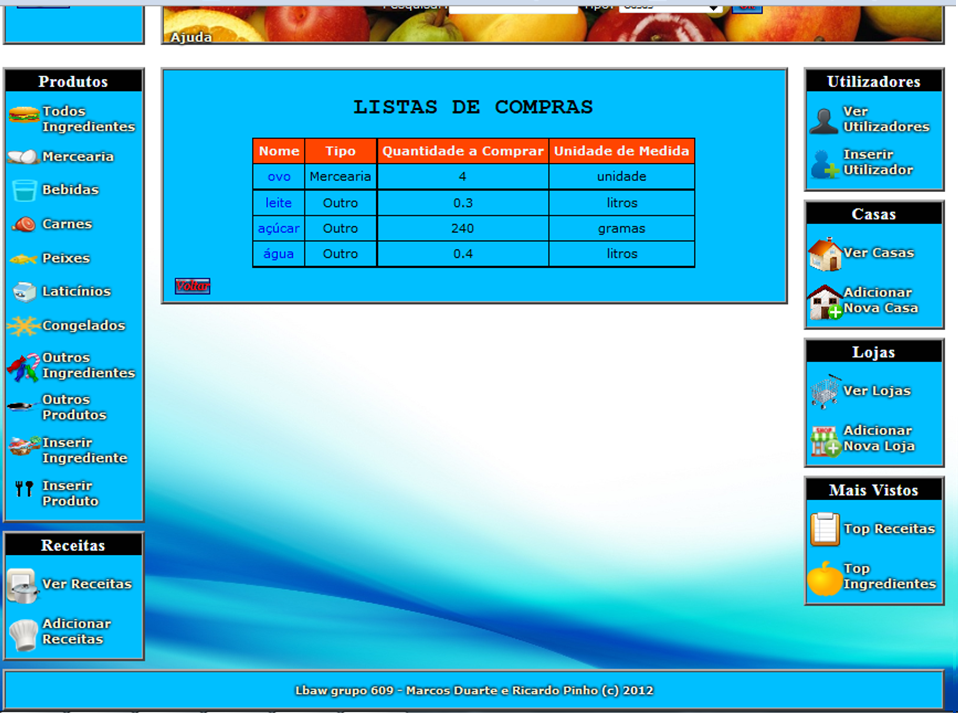 Pesquisar:
Tipo:
Ajuda
Produtos
Todos
Ingredientes
Mercearia
Bebidas
Carnes
Peixes
Laticínios
Congelados
Outros
Ingredientes
Outros
Produtos
Inserir
Ingrediente
Inserir
Produto
Receitas
Ver Receitas
Adicionar
Receitas
LISTAS DE COMPRAS
Nome Tipo Quantidade a Comprar Unidade de Medida
ovo Mercearia 4 unidade
leite Outro 0.3 litros
açúcar Outro 240 gramas
água Outro 0.4 litros
Voltar
Utilizadores
Ver
Utilizadores
Inserir
Utilizador
Casas
Ver Casas
Adicionar
Nova Casa
Lojas
Ver Lojas
Adicionar
Nova Loja
Mais Vistos
Top Receitas
Top
Ingredientes
Lbaw grupo 609 - Marcos Duarte e Ricardo Pinho (c) 2012